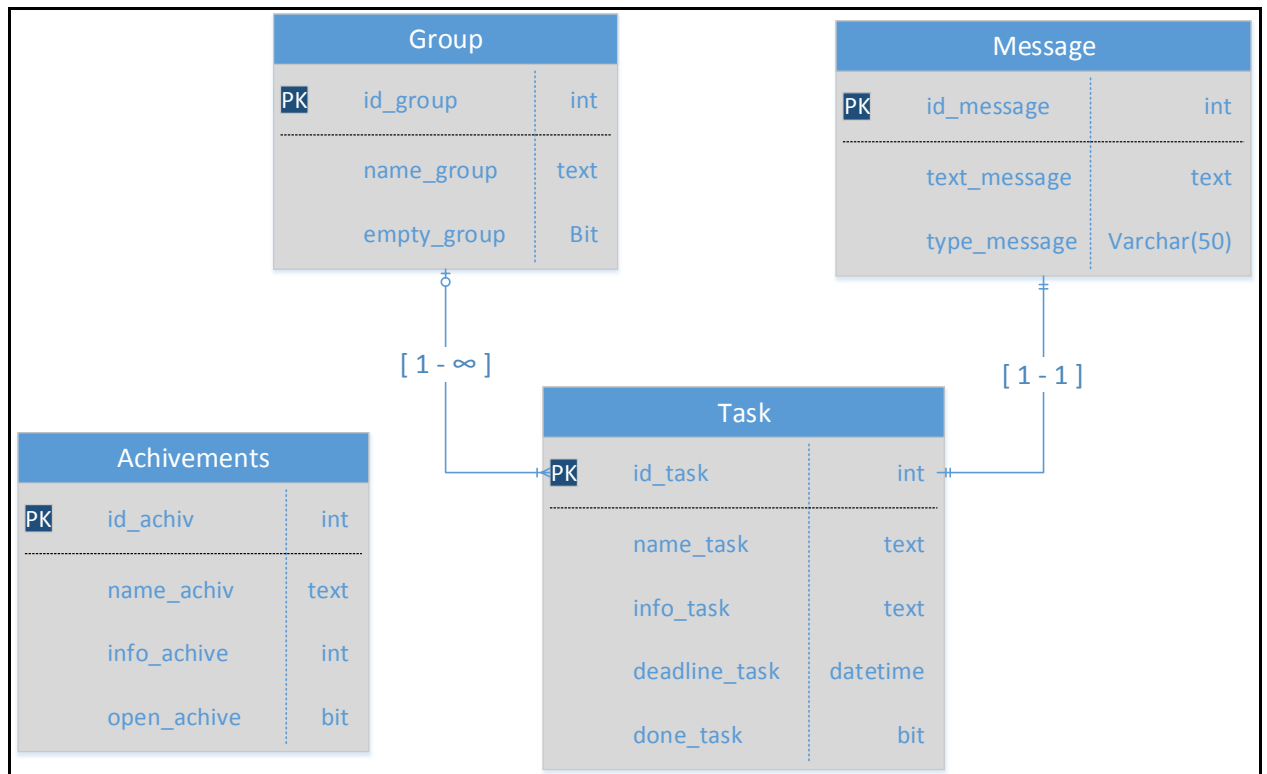 Group
PK id_group int
name_group text
empty_group Bit
Message
PK id_message int
text_message text
type_message Varchar(50)
[ 1 - ∞ ]
[ 1 - 1 ]
Achivements
PK id_achiv int
name_achiv text
info_achive int
open_achive bit
Task
PK id_task int
name_task text
info_task text
deadline_task datetime
done_task bit